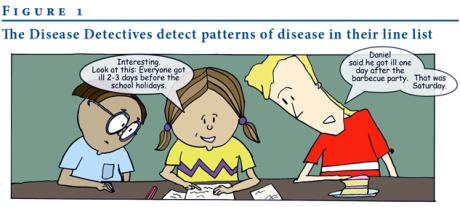 FIGURE 1
The Disease Detectives detect patterns of disease in their line list
Interesting.
Look at this: Everyone got
ill 2-3 days before the
school holidays.
Daniel
said he got ill one
day after the
barbecue party.
That was
Saturday.